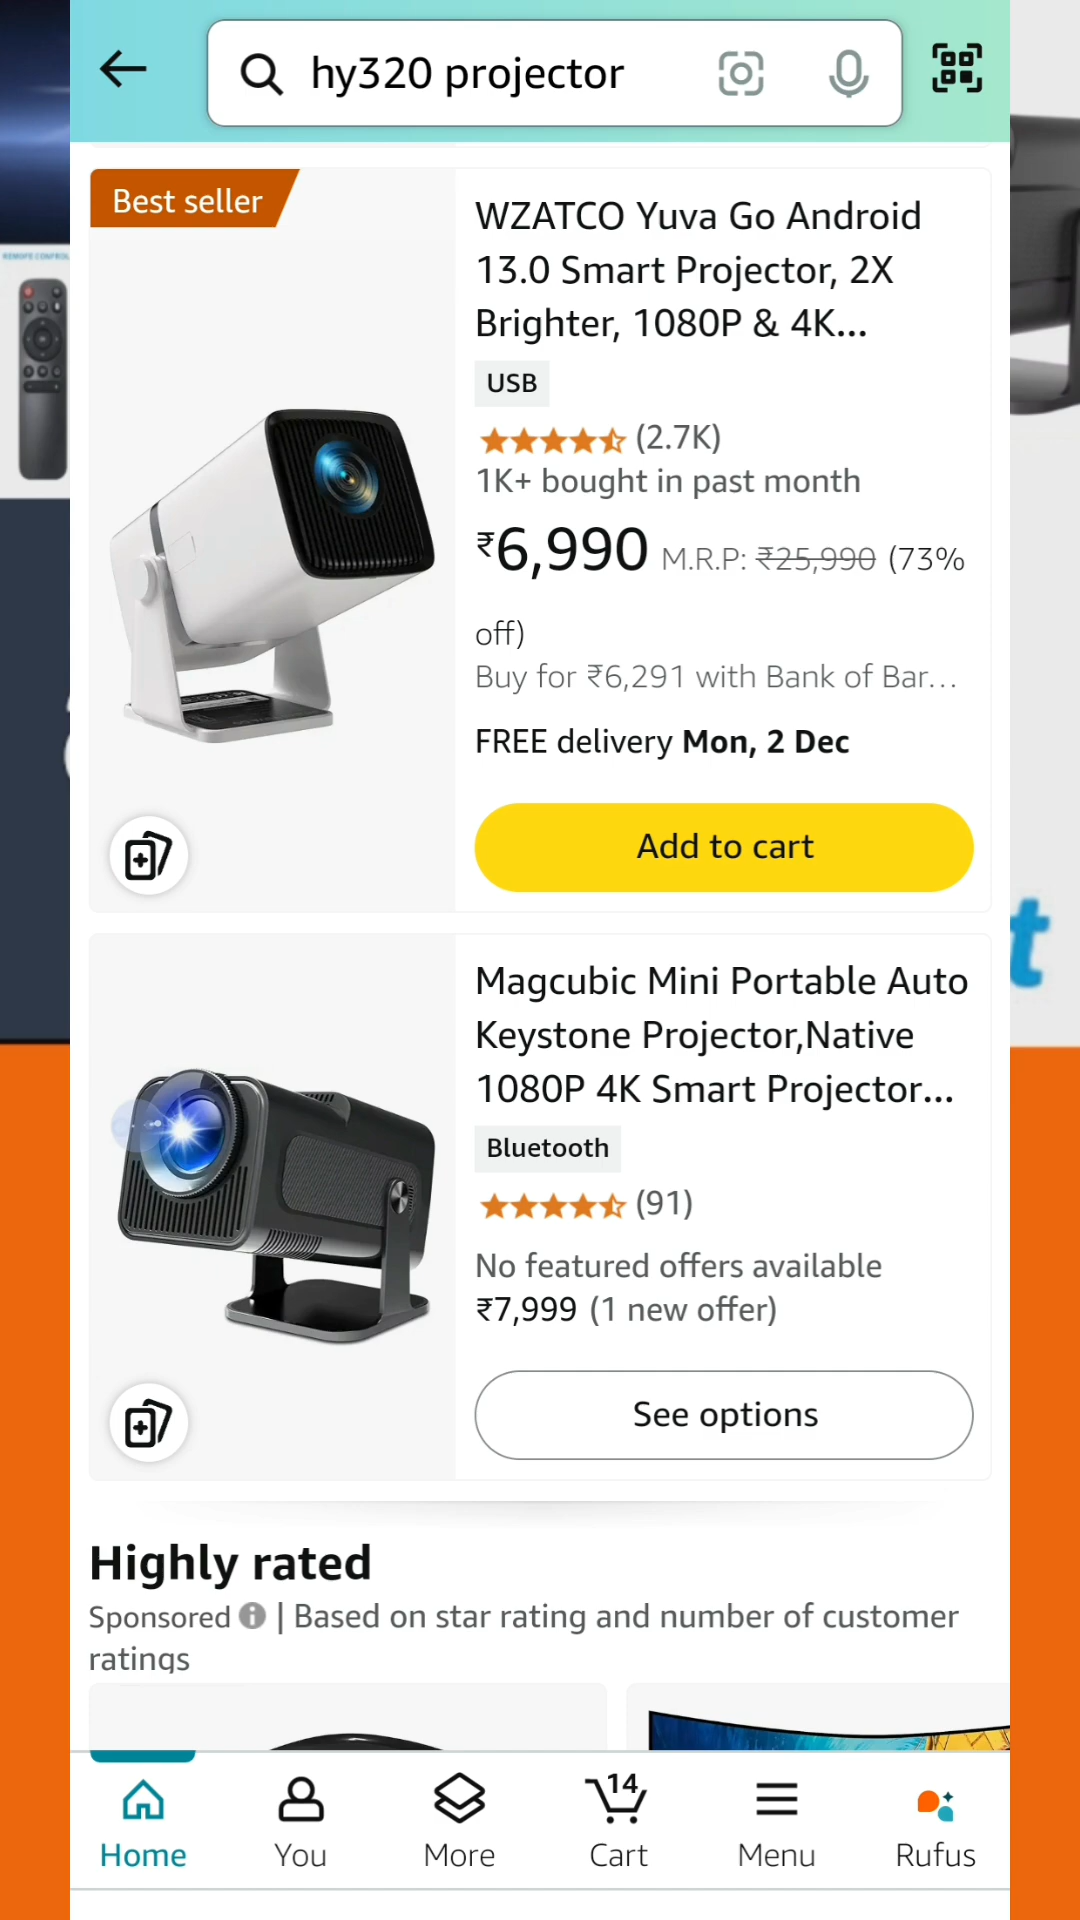 hy320 projector
REMOTE CONTROL
Best seller
WZATCO Yuva Go Android
13.0 Smart Projector, 2X
Brighter, 1080P & 4K...
USB
(2.7K)
1K+ bought in past month
₹6,990 M.R.P: ₹25,990 (73%
off)
Buy for ₹6,291 with Bank of Bar...
FREE delivery Mon, 2 Dec
Add to cart
t
Magcubic Mini Portable Auto
Keystone Projector,Native
1080P 4K Smart Projector...
Bluetooth
(91)
No featured offers available
₹7,999 (1 new offer)
See options
Highly rated
Sponsored | Based on star rating and number of customer
ratings
14
Home You More Cart Menu Rufus